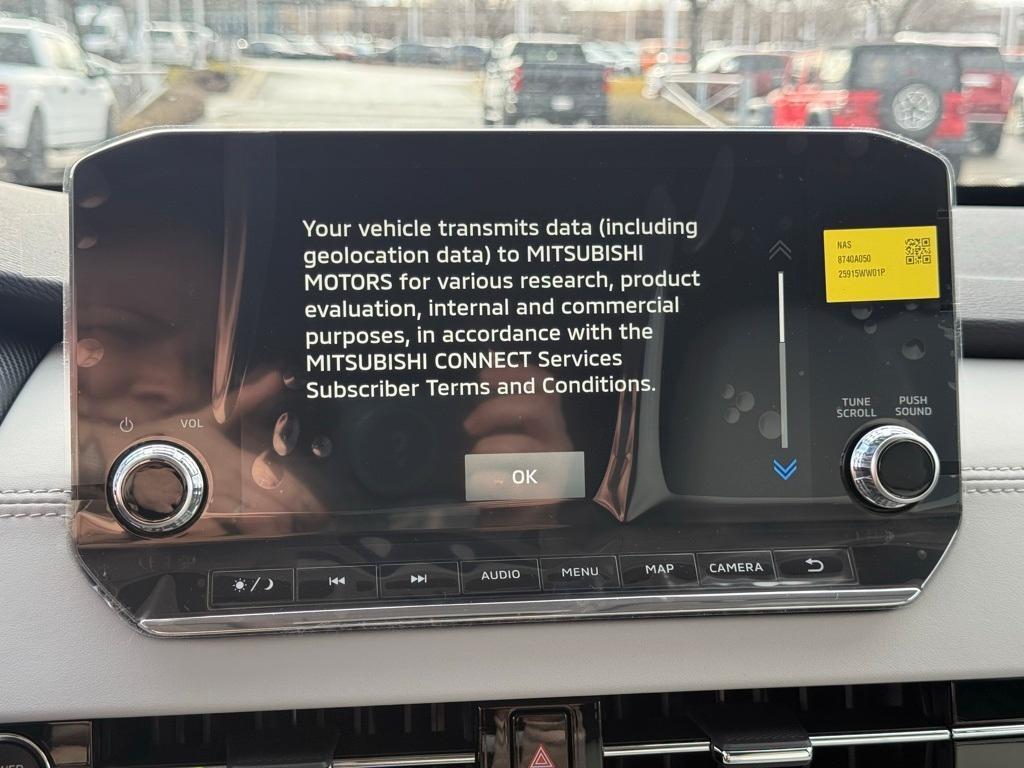 Your vehicle transmits data (including
geolocation data) to MITSUBISHI
MOTORS for various research, product
evaluation, internal and commercial
purposes, in accordance with the
MITSUBISHI CONNECT Services
Subscriber Terms and Conditions.
OK
NAS
8740A050
25915WW01P
VOL
TUNE
SCROLL
PUSH
SOUND
AUDIO
MENU
MAP
CAMERA